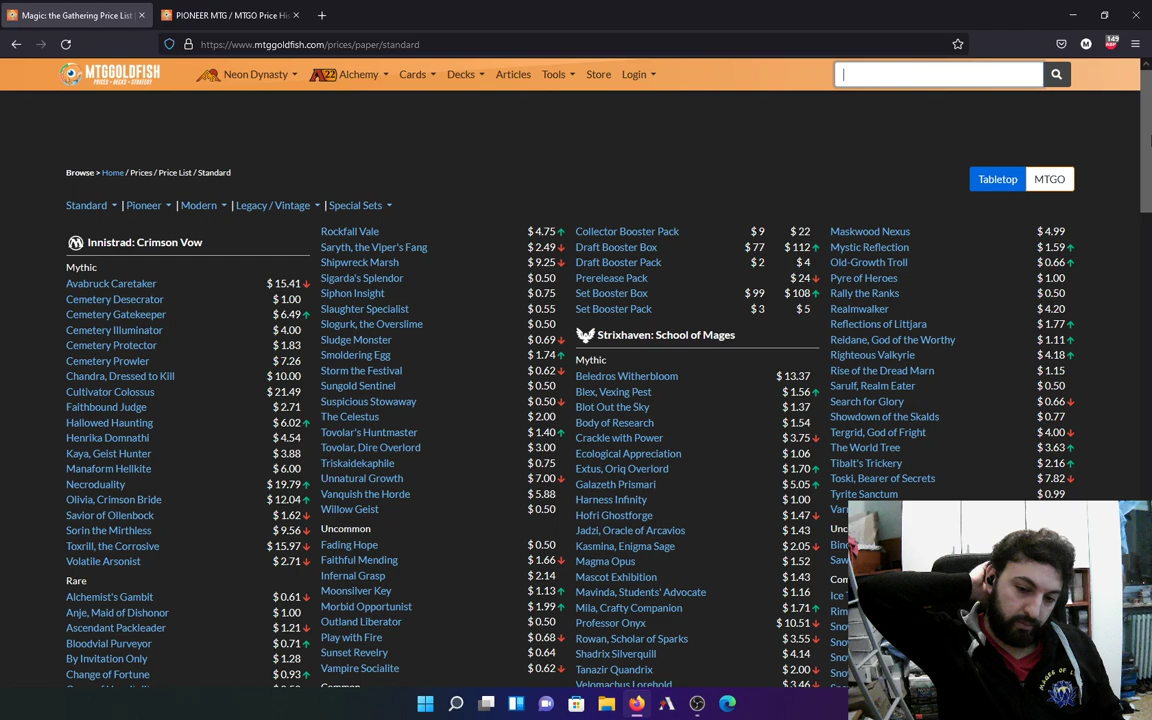 Magic: the Gathering Price List |
PIONEER MTG / MTGO Price His
https://www.mtggoldfish.com/prices/paper/standard
149
MTGGOLDFISH
PRICES • DECKS • STRATEGY
Neon Dynasty
A22 Alchemy
Cards
Decks
Articles
Tools
Store
Login
Browse > Home / Prices / Price List / Standard
Tabletop
MTGO
Standard | Pioneer | Modern | Legacy / Vintage | Special Sets
Innistrad: Crimson Vow
Mythic
Avabruck Caretaker $ 15.41
Cemetery Desecrator $ 1.00
Cemetery Gatekeeper $ 6.49
Cemetery Illuminator $ 4.00
Cemetery Protector $ 1.83
Cemetery Prowler $ 7.26
Chandra, Dressed to Kill $ 10.00
Cultivator Colossus $ 21.49
Faithbound Judge $ 2.71
Hallowed Haunting $ 6.02
Henrika Domnathi $ 4.54
Kaya, Geist Hunter $ 3.88
Manaform Hellkite $ 6.00
Necroduality $ 19.79
Olivia, Crimson Bride $ 12.04
Savior of Ollenbock $ 1.62
Sorin the Mirthless $ 9.56
Toxrill, the Corrosive $ 15.97
Volatile Arsonist $ 2.71
Rare
Alchemist's Gambit $ 0.61
Anje, Maid of Dishonor $ 1.00
Ascendant Packleader $ 1.21
Bloodvial Purveyor $ 0.71
By Invitation Only $ 1.28
Change of Fortune $ 0.93
Rockfall Vale $ 4.75
Saryth, the Viper's Fang $ 2.49
Shipwreck Marsh $ 9.25
Sigarda's Splendor $ 0.50
Siphon Insight $ 0.75
Slaughter Specialist $ 0.55
Slogurk, the Overslime $ 0.50
Sludge Monster $ 0.69
Smoldering Egg $ 1.74
Storm the Festival $ 0.62
Sungold Sentinel $ 0.50
Suspicious Stowaway $ 0.50
The Celestus $ 2.00
Tovolar's Huntmaster $ 1.40
Tovolar, Dire Overlord $ 3.00
Triskaidekaphile $ 0.75
Unnatural Growth $ 7.00
Vanquish the Horde $ 5.88
Willow Geist $ 0.50
Uncommon
Fading Hope $ 0.50
Faithful Mending $ 1.66
Infernal Grasp $ 2.14
Moonsilver Key $ 1.13
Morbid Opportunist $ 1.99
Outland Liberator $ 0.50
Play with Fire $ 0.68
Sunset Revelry $ 0.64
Vampire Socialite $ 0.62
Common
Collector Booster Pack $ 9 $ 22
Draft Booster Box $ 77 $ 112
Draft Booster Pack $ 2 $ 4
Prerelease Pack $ 24
Set Booster Box $ 99 $ 108
Set Booster Pack $ 3 $ 5
Strixhaven: School of Mages
Mythic
Beledros Witherbloom $ 13.37
Blex, Vexing Pest $ 1.56
Blot Out the Sky $ 1.37
Body of Research $ 1.54
Crackle with Power $ 3.75
Ecological Appreciation $ 1.06
Extus, Oriq Overlord $ 1.70
Galazeth Prismari $ 5.05
Harness Infinity $ 1.00
Hofri Ghostforge $ 1.47
Jadzi, Oracle of Arcavios $ 1.43
Kasmina, Enigma Sage $ 2.05
Magma Opus $ 1.52
Mascot Exhibition $ 1.43
Mavinda, Students' Advocate $ 1.16
Mila, Crafty Companion $ 1.71
Professor Onyx $ 10.51
Rowan, Scholar of Sparks $ 3.55
Shadrix Silverquill $ 4.14
Tanazir Quandrix $ 2.00
Velomachus Lorehold $ 3.46
Maskwood Nexus $ 4.99
Mystic Reflection $ 1.59
Old-Growth Troll $ 0.66
Pyre of Heroes $ 1.00
Rally the Ranks $ 0.50
Realmwalker $ 4.20
Reflections of Littjara $ 1.77
Reidane, God of the Worthy $ 1.11
Righteous Valkyrie $ 4.18
Rise of the Dread Marn $ 1.15
Sarulf, Realm Eater $ 0.50
Search for Glory $ 0.66
Showdown of the Skalds $ 0.77
Tergrid, God of Fright $ 4.00
The World Tree $ 3.63
Tibalt's Trickery $ 2.16
Toski, Bearer of Secrets $ 7.82
Tyrite Sanctum $ 0.99